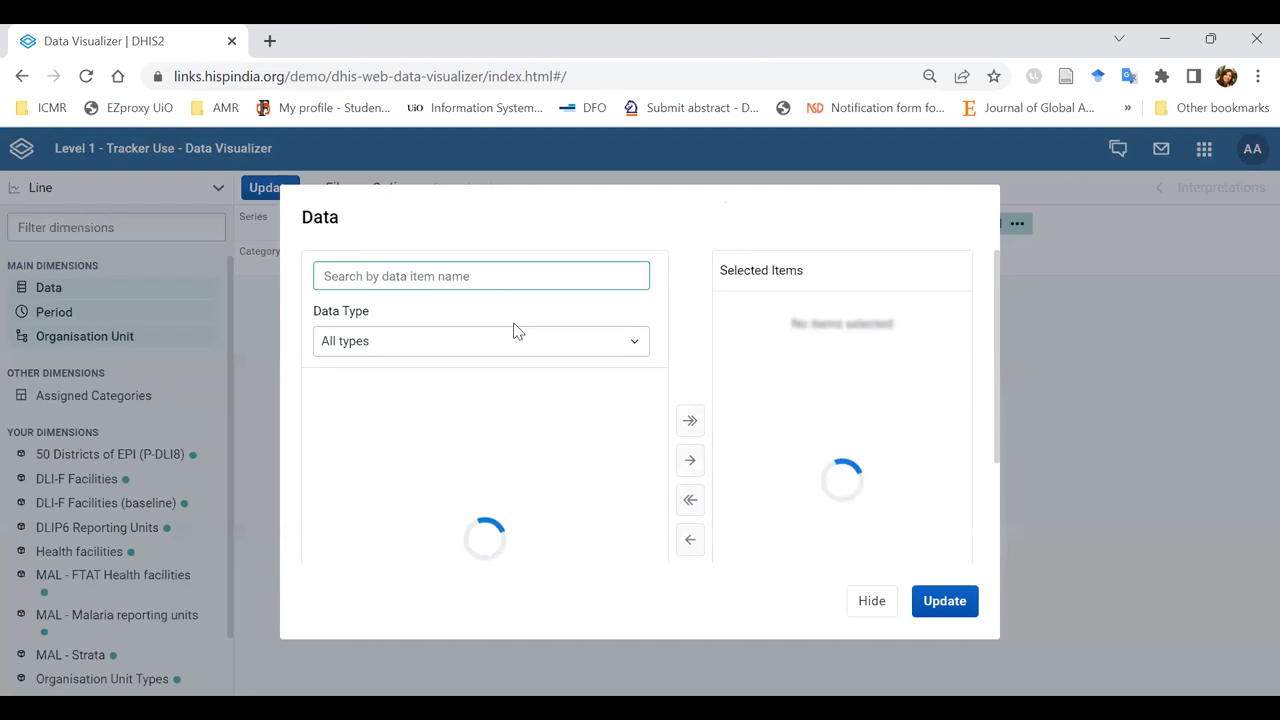 Data Visualizer | DHIS2
links.hispindia.org/demo/dhis-web-data-visualizer/index.html#/
ICMR
EZproxy UiO
AMR
My profile - Studen...
UiO Information System...
DFO
Submit abstract - D...
NSD Notification form fo...
E Journal of Global A...
»
Other bookmarks
Level 1 - Tracker Use - Data Visualizer
AA
Line
Interpretations
Filter dimensions
Series
Category
MAIN DIMENSIONS
Data
Period
Organisation Unit
OTHER DIMENSIONS
Assigned Categories
YOUR DIMENSIONS
50 Districts of EPI (P-DLI8)
DLI-F Facilities
DLI-F Facilities (baseline)
DLIP6 Reporting Units
Health facilities
MAL - FTAT Health facilities
MAL - Malaria reporting units
MAL - Strata
Organisation Unit Types
Data
Search by data item name
Data Type
All types
Selected Items
No items selected
Hide
Update